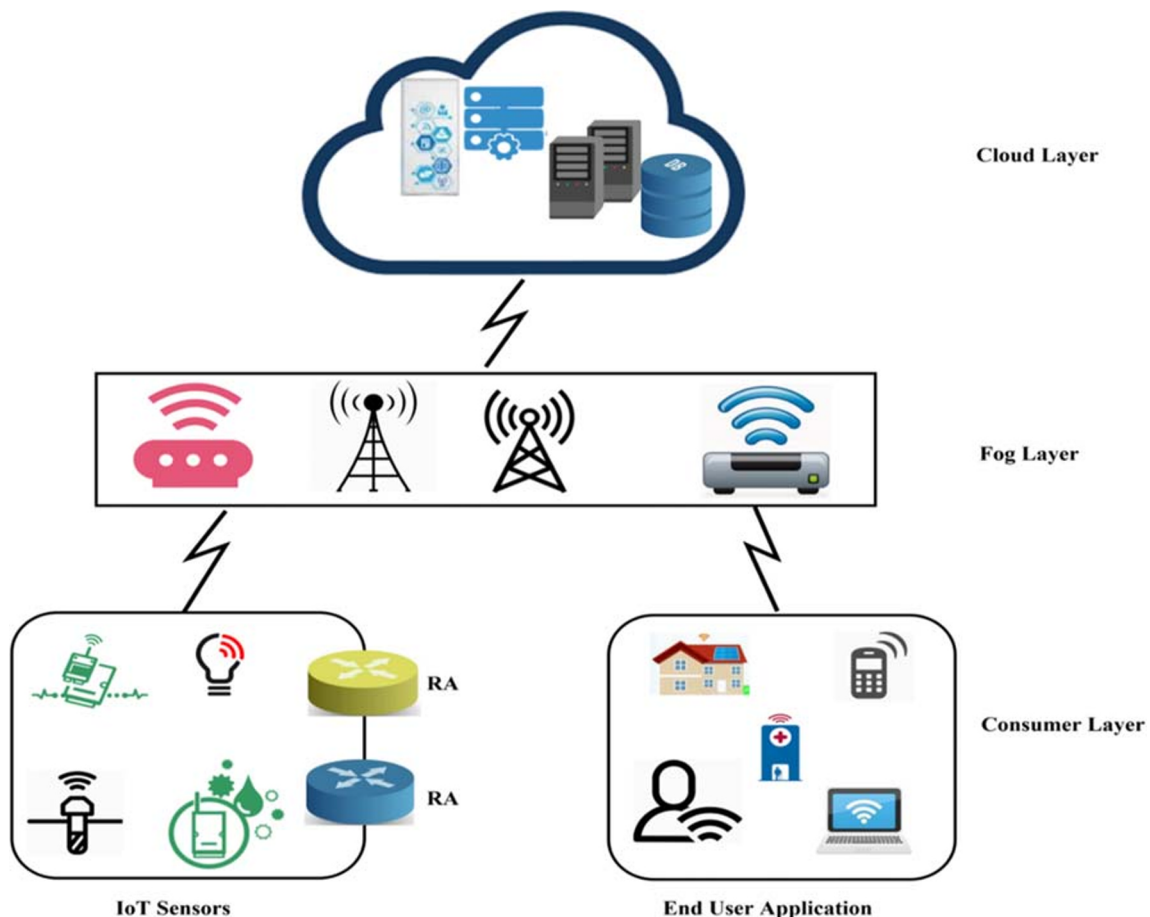 Cloud Layer
Fog Layer
RA
Consumer Layer
RA
IoT Sensors
End User Application